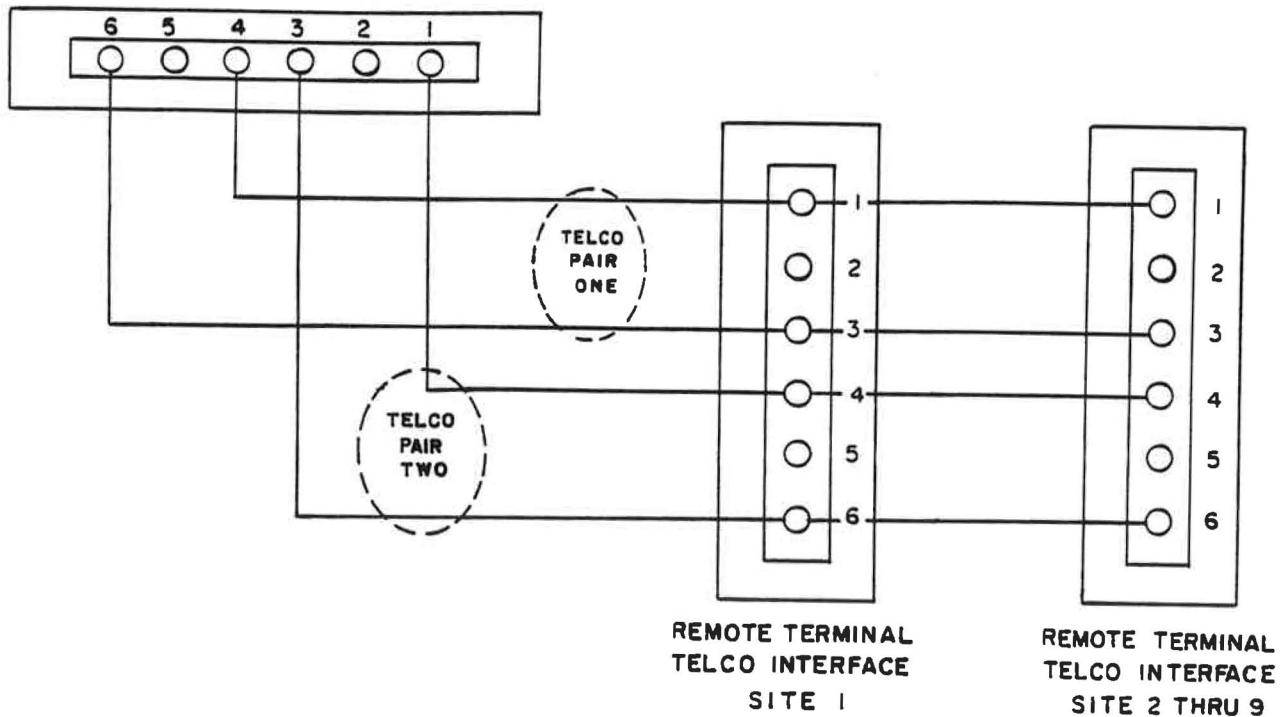 6 5 4 3 2 1
TELCO
PAIR
ONE
TELCO
PAIR
TWO
1
2
3
4
5
6
1
2
3
4
5
6
REMOTE TERMINAL
TELCO INTERFACE
SITE 1
REMOTE TERMINAL
TELCO INTERFACE
SITE 2 THRU 9